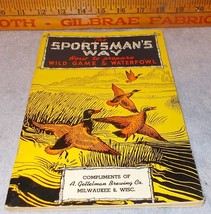 GILBRAE FABRIC
The
SPORTSMAN'S
WAY
How to prepare
WILD GAME & WATERFOWL
COMPLIMENTS OF
A. Gettelman Brewing Co.
MILWAUKEE 8, WISC.